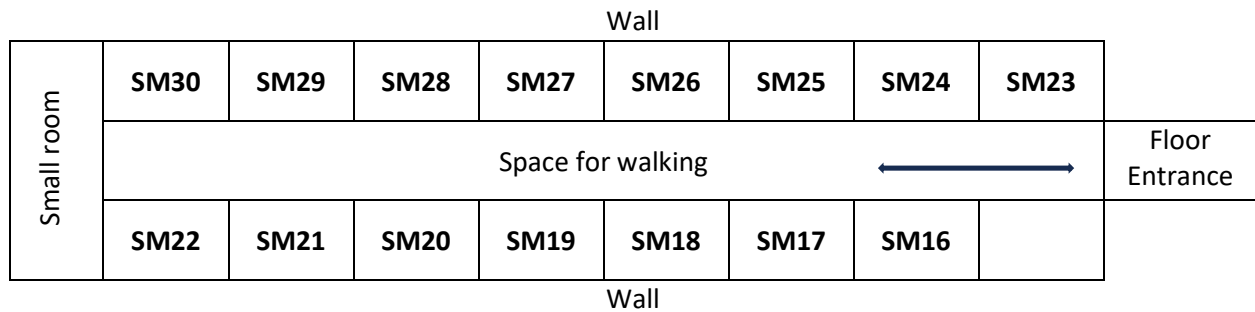 Wall
SM30 SM29 SM28 SM27 SM26 SM25 SM24 SM23
Small room
Space for walking
Floor
Entrance
SM22 SM21 SM20 SM19 SM18 SM17 SM16
Wall